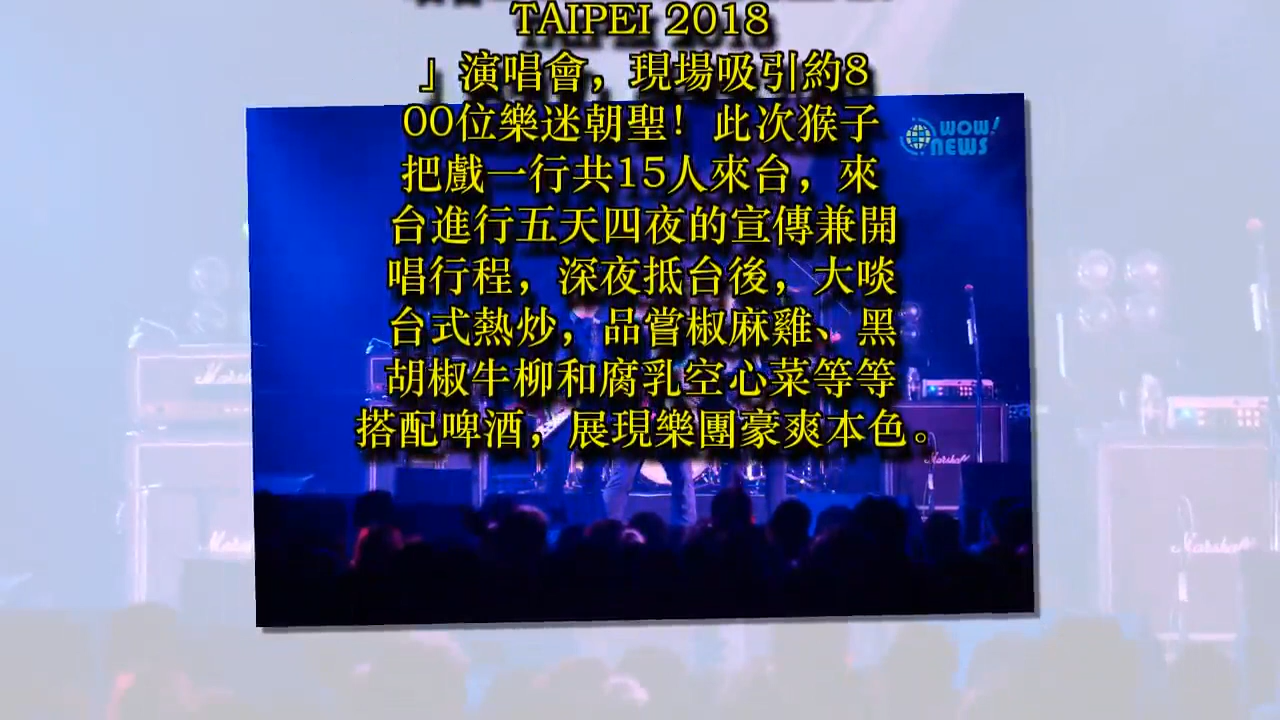 TAIPEI 2018
」演唱會，現場吸引約8
00位樂迷朝聖！此次猴子
把戲一行共15人來台，來
台進行五天四夜的宣傳兼開
唱行程，深夜抵台後，大啖
台式熱炒，品嘗椒麻雞、黑
胡椒牛柳和腐乳空心菜等等
搭配啤酒，展現樂團豪爽本色。
WOW!
NEWS
Marshall
Marshall
Marshall
Marshall